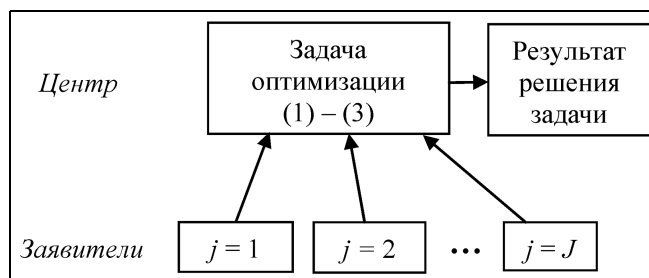 Центр
Задача
оптимизации
(1) – (3)
Результат
решения
задачи
Заявители
j = 1
j = 2
...
j = J